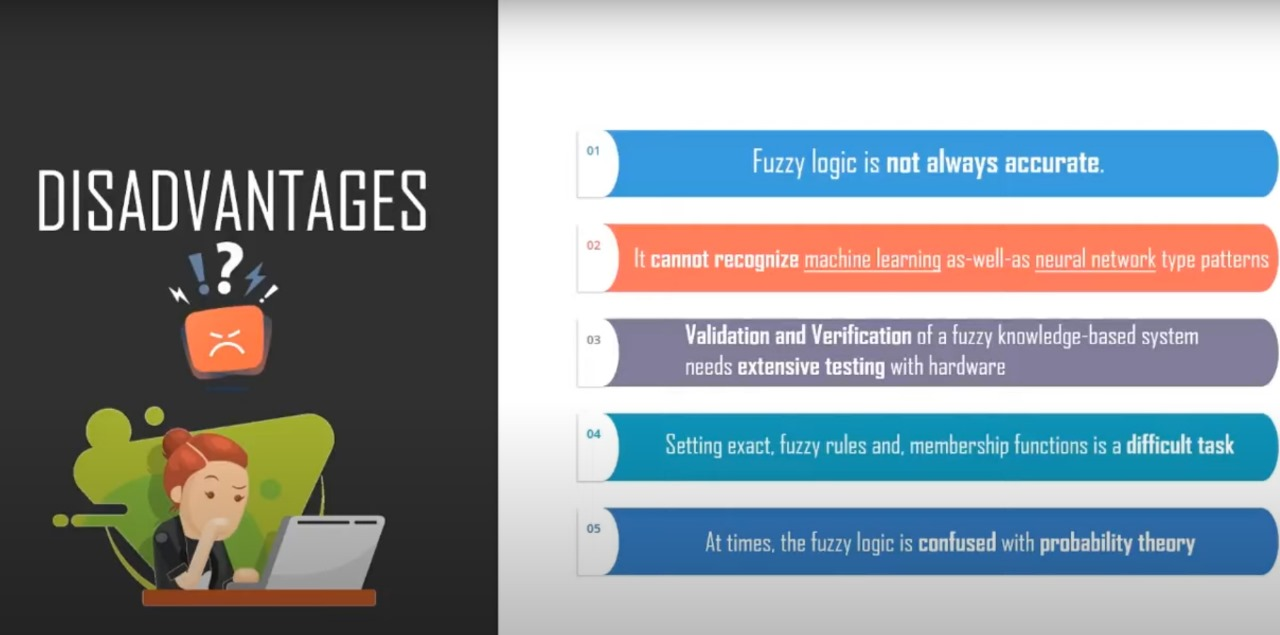 DISADVANTAGES
!?!
01
Fuzzy logic is not always accurate.
02
It cannot recognize machine learning as-well-as neural network type patterns
03
Validation and Verification of a fuzzy knowledge-based system
needs extensive testing with hardware
04
Setting exact, fuzzy rules and, membership functions is a difficult task
05
At times, the fuzzy logic is confused with probability theory